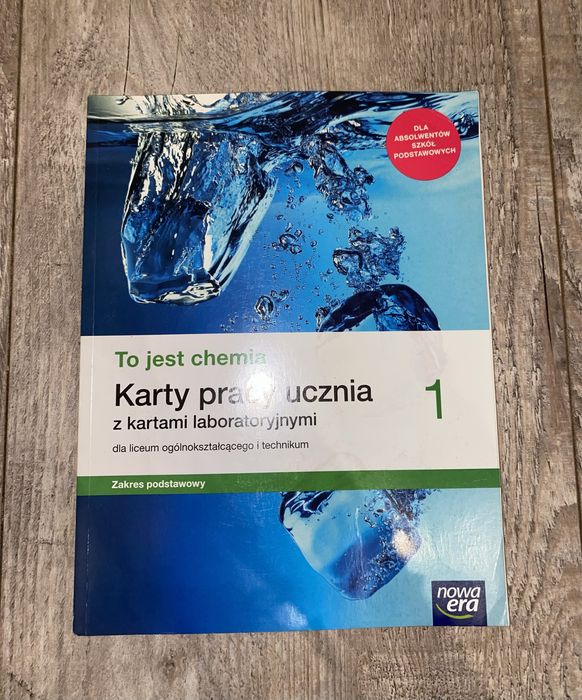 DLA
ABSOLWENTÓW
SZKÓŁ
PODSTAWOWYCH
To jest chemia
Karty pracy ucznia
1
z kartami laboratoryjnymi
dla liceum ogólnokształcącego i technikum
Zakres podstawowy
nowa
era